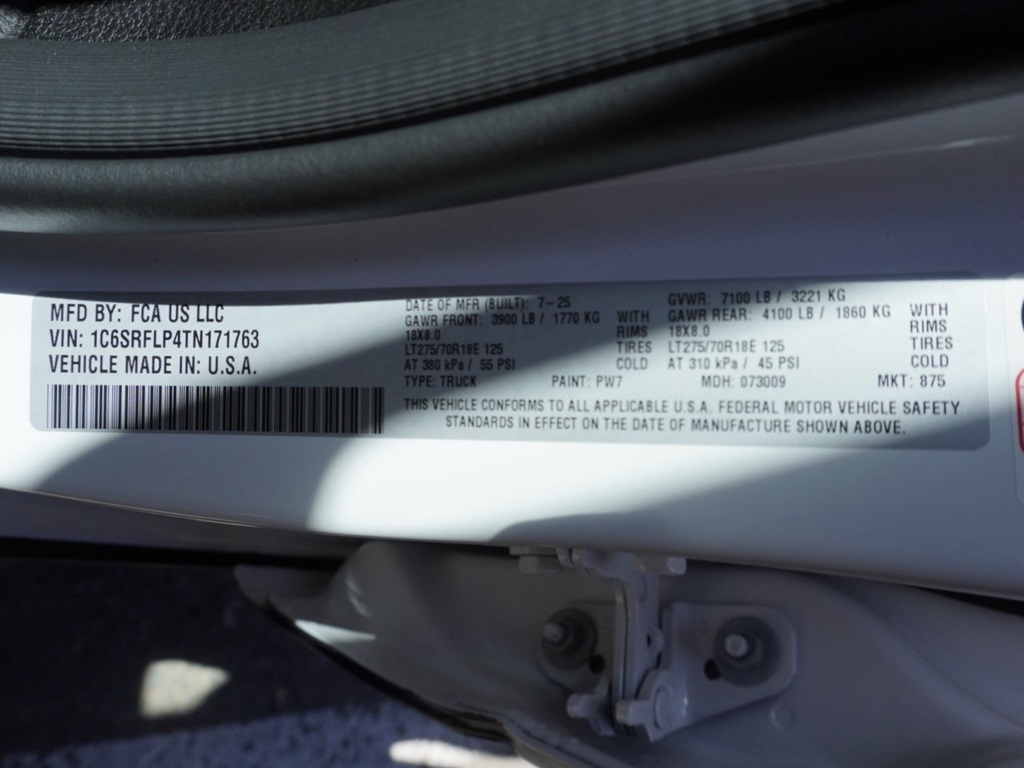 MFD BY: FCA US LLC
VIN: 1C6SRFLP4TN171763
VEHICLE MADE IN: U.S.A.
DATE OF MFR (BUILT): 7-25
GVWR: 7100 LB / 3221 KG
GAWR FRONT: 3900 LB / 1770 KG WITH
18X8.0 RIMS
LT275/70R18E 125 TIRES
AT 380 kPa / 55 PSI COLD
GAWR REAR: 4100 LB / 1860 KG WITH
18X8.0 RIMS
LT275/70R18E 125 TIRES
AT 310 kPa / 45 PSI COLD
TYPE: TRUCK PAINT: PW7 MDH: 073009 MKT: 875
THIS VEHICLE CONFORMS TO ALL APPLICABLE U.S.A. FEDERAL MOTOR VEHICLE SAFETY
STANDARDS IN EFFECT ON THE DATE OF MANUFACTURE SHOWN ABOVE.